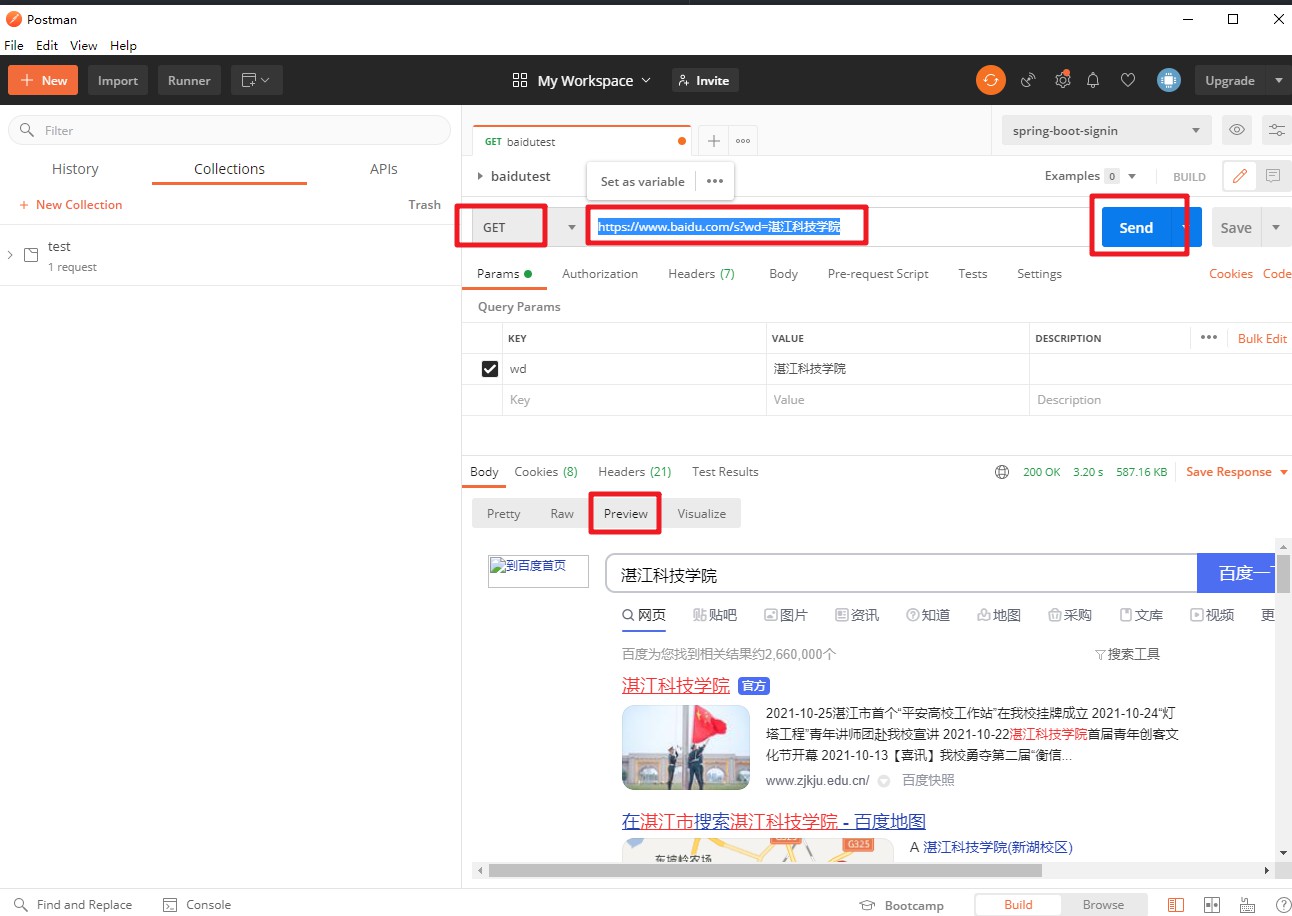 Postman
File Edit View Help
+ New Import Runner My Workspace Invite Upgrade
Filter
History Collections APIs
+ New Collection Trash
test
1 request
GET baidutest
spring-boot-signin
baidutest
Set as variable
Examples 0 BUILD
GET https://www.baidu.com/s?wd=湛江科技学院 Send Save
Params Authorization Headers (7) Body Pre-request Script Tests Settings Cookies Code
Query Params
KEY VALUE DESCRIPTION Bulk Edit
wd 湛江科技学院
Key Value Description
Body Cookies (8) Headers (21) Test Results 200 OK 3.20 s 587.16 KB Save Response
Pretty Raw Preview Visualize
到百度首页 湛江科技学院 百度一
网页 贴吧 图片 资讯 知道 地图 采购 文库 视频 更
百度为您找到相关结果约2,660,000个 搜索工具
湛江科技学院 官方
2021-10-25湛江市首个“平安高校工作站”在我校挂牌成立 2021-10-24“灯
塔工程”青年讲师团赴我校宣讲 2021-10-22湛江科技学院首届青年创客文
化节开幕 2021-10-13【喜讯】我校勇夺第二届“衡信...
www.zjkju.edu.cn/ 百度快照
在湛江市搜索湛江科技学院 - 百度地图
东坡岭农场 G325
A 湛江科技学院(新湖校区)
Find and Replace Console Bootcamp Build Browse